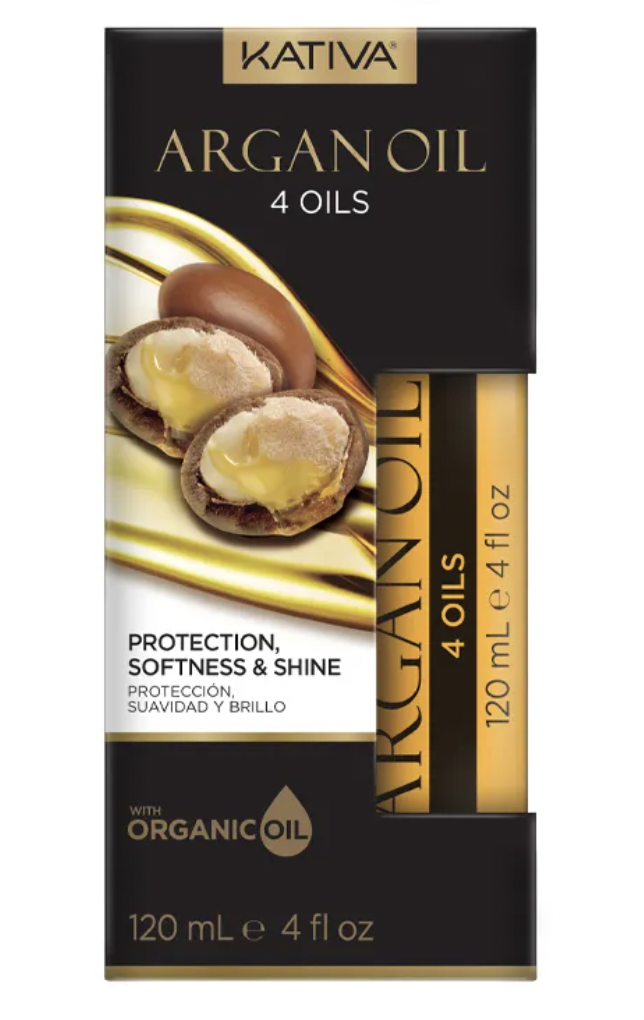 KATIVA®
ARGAN OIL
4 OILS
ARGAN OIL
4 OILS
120 mL ℮ 4 fl oz
PROTECTION,
SOFTNESS & SHINE
PROTECCIÓN,
SUAVIDAD Y BRILLO
WITH
ORGANIC OIL
120 mL ℮ 4 fl oz